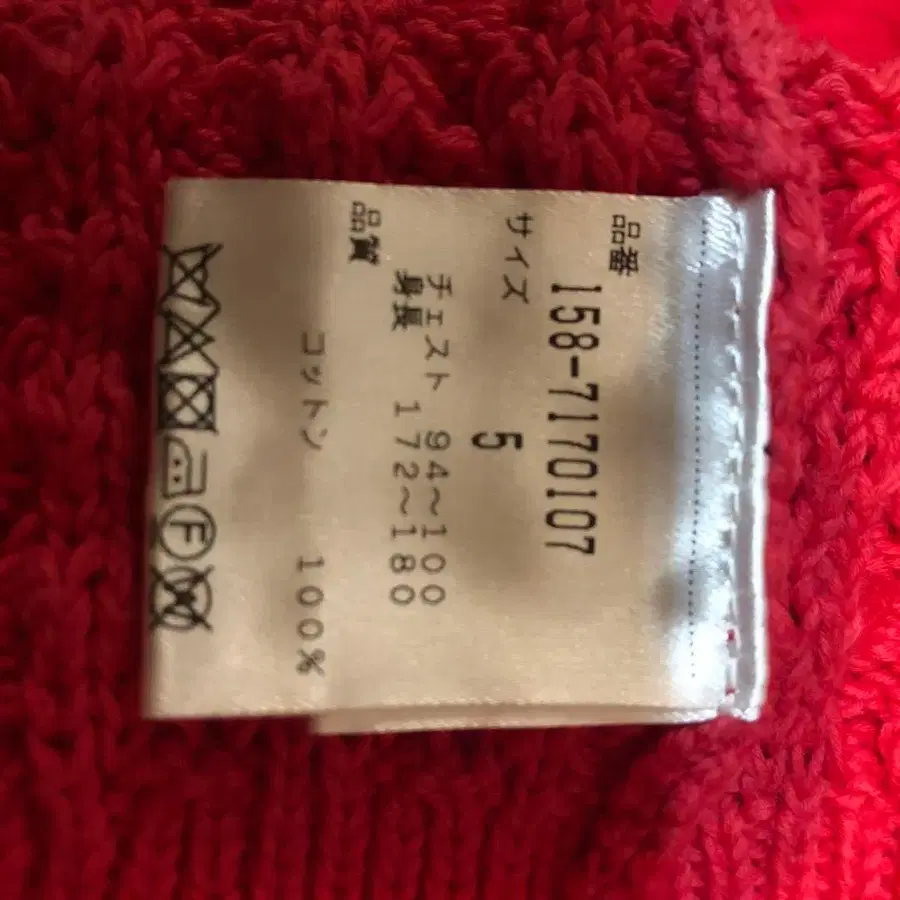 品番
158-7170107
サイズ
5
チェスト 94〜100
身長 172〜180
品質
コットン 100%
F
W